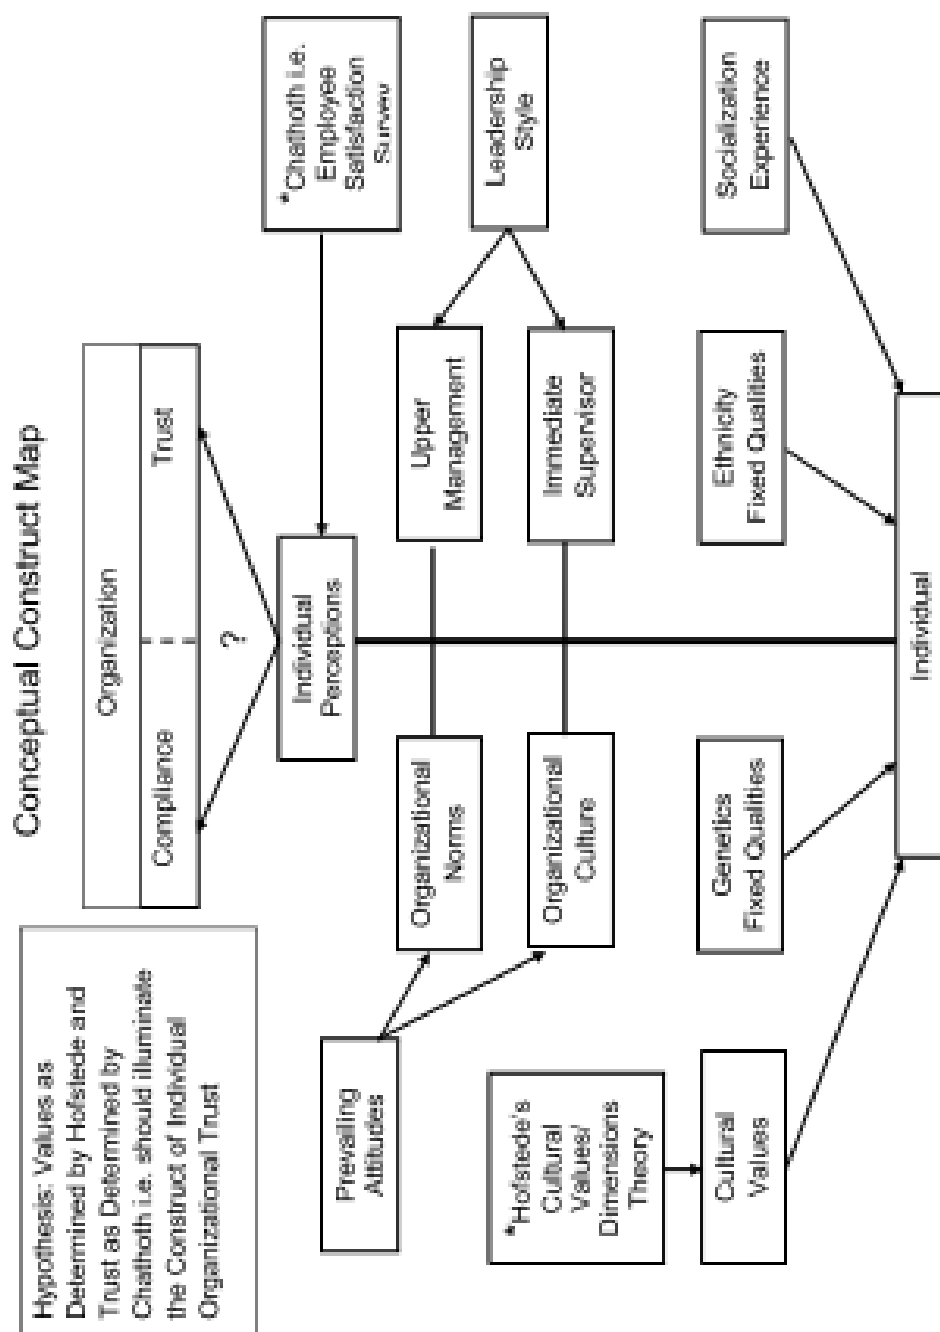 Conceptual Construct Map
Hypothesis: Values as
Determined by Hofstede and
Trust as Determined by
Chathoth i.e. should illuminate
the Construct of Individual
Organizational Trust
Organization
Compliance
Trust
?
Individual
Perceptions
*Chathoth i.e.
Employee
Satisfaction
Survey
Prevailing
Attitudes
Organizational
Norms
Upper
Management
Leadership
Style
Organizational
Culture
Immediate
Supervisor
*Hofstede's
Cultural
Values/
Dimensions
Theory
Cultural
Values
Genetics
Fixed Qualities
Ethnicity
Fixed Qualities
Socialization
Experience
Individual